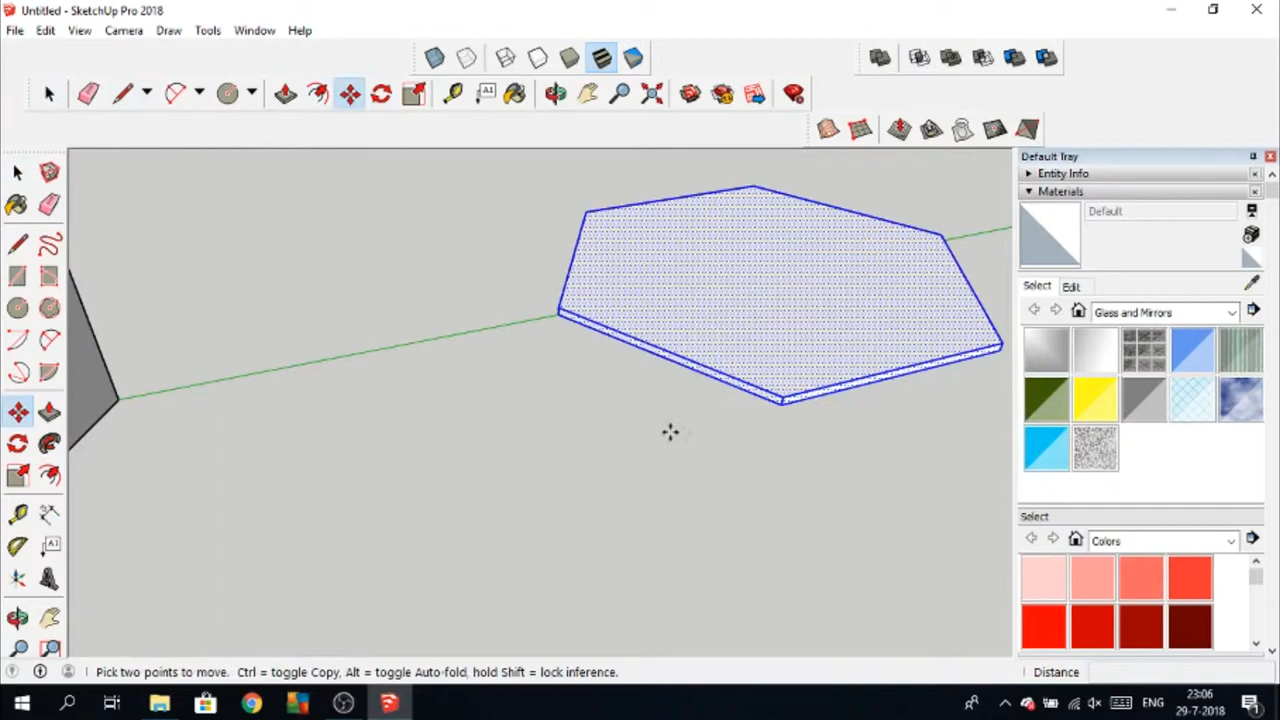 Untitled - SketchUp Pro 2018
File Edit View Camera Draw Tools Window Help
A1
Default Tray
Entity Info
Materials
Default
Select Edit
Glass and Mirrors
A1
Select
Colors
Pick two points to move. Ctrl = toggle Copy, Alt = toggle Auto-fold, hold Shift = lock inference.
Distance
ENG
23:06
29-7-2018